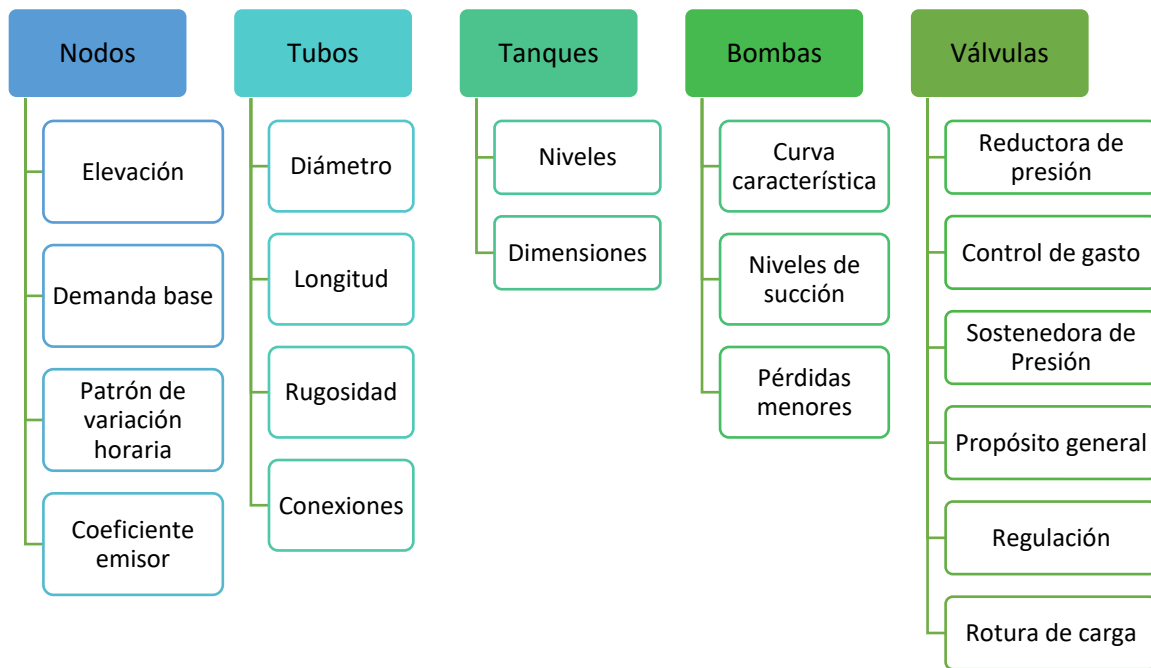 Nodos
Elevación
Demanda base
Patrón de
variación
horaria
Coeficiente
emisor
Tubos
Diámetro
Longitud
Rugosidad
Conexiones
Tanques
Niveles
Dimensiones
Bombas
Curva
característica
Niveles de
succión
Pérdidas
menores
Válvulas
Reductora de
presión
Control de gasto
Sostenedora de
Presión
Propósito general
Regulación
Rotura de carga